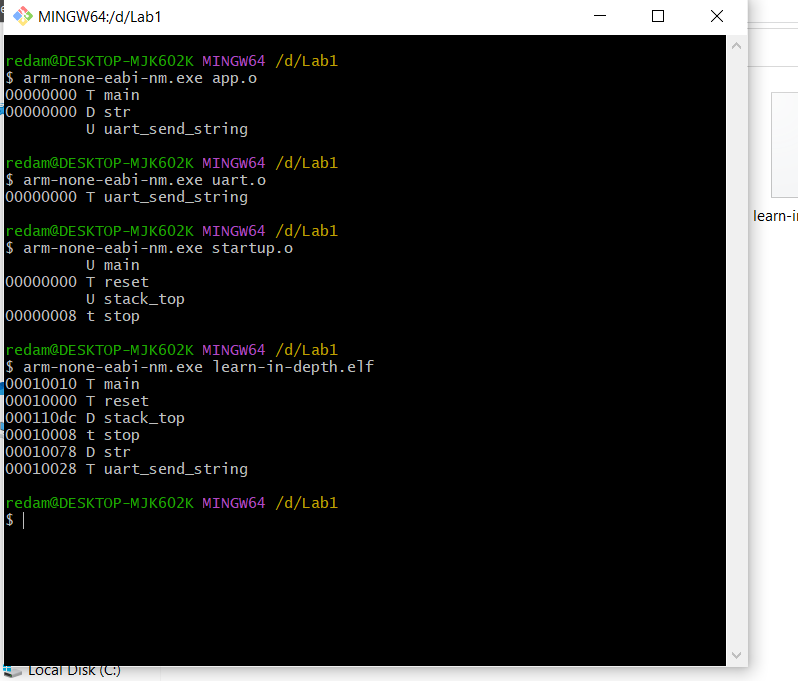 MINGW64:/d/Lab1
redam@DESKTOP-MJK602K MINGW64 /d/Lab1
$ arm-none-eabi-nm.exe app.o
00000000 T main
00000000 D str
         U uart_send_string
redam@DESKTOP-MJK602K MINGW64 /d/Lab1
$ arm-none-eabi-nm.exe uart.o
00000000 T uart_send_string
redam@DESKTOP-MJK602K MINGW64 /d/Lab1
$ arm-none-eabi-nm.exe startup.o
         U main
00000000 T reset
         U stack_top
00000008 t stop
redam@DESKTOP-MJK602K MINGW64 /d/Lab1
$ arm-none-eabi-nm.exe learn-in-depth.elf
00010010 T main
00010000 T reset
000110dc D stack_top
00010008 t stop
00010078 D str
00010028 T uart_send_string
redam@DESKTOP-MJK602K MINGW64 /d/Lab1
$
learn-i
Local Disk (C:)